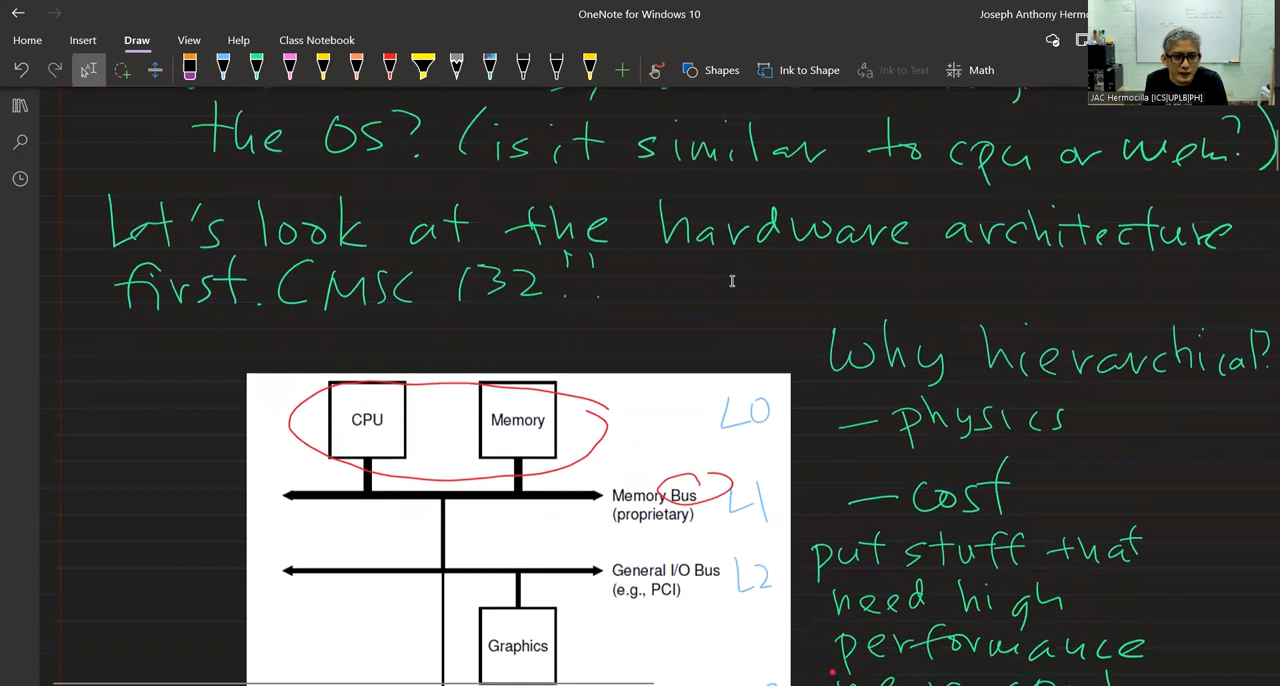 OneNote for Windows 10
Joseph Anthony Hermo
Home Insert Draw View Help Class Notebook
Shapes Ink to Shape Ink to Text Math
JAC Hermocilla [ICS|UPLB|PH]
the OS? (is it similar to cpu or mem?)
Let's look at the hardware architecture
first. CMSC 132!!
Why hierarchical?
- physics
- cost
put stuff that
need high
performance
CPU Memory L0
Memory Bus L1
(proprietary)
General I/O Bus L2
(e.g., PCI)
Graphics